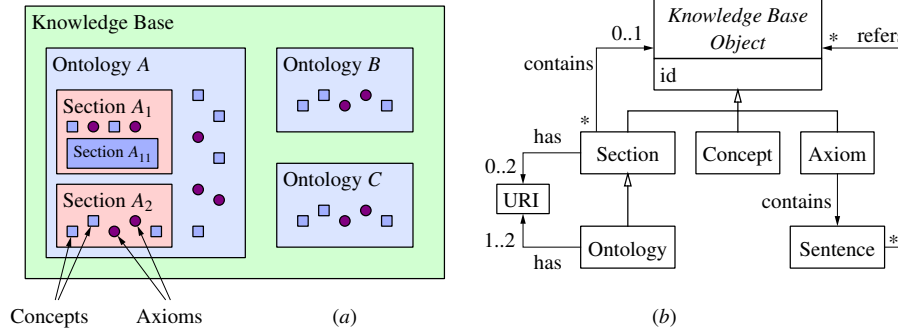 Knowledge Base
Ontology A
Section A1
Section A11
Section A2
Ontology B
Ontology C
Concepts
Axioms
(a)
Knowledge Base
Object
id
0..1
*
refers
contains
*
has
Section
Concept
Axiom
0..2
URI
contains
1..2
has
Ontology
Sentence
*
(b)